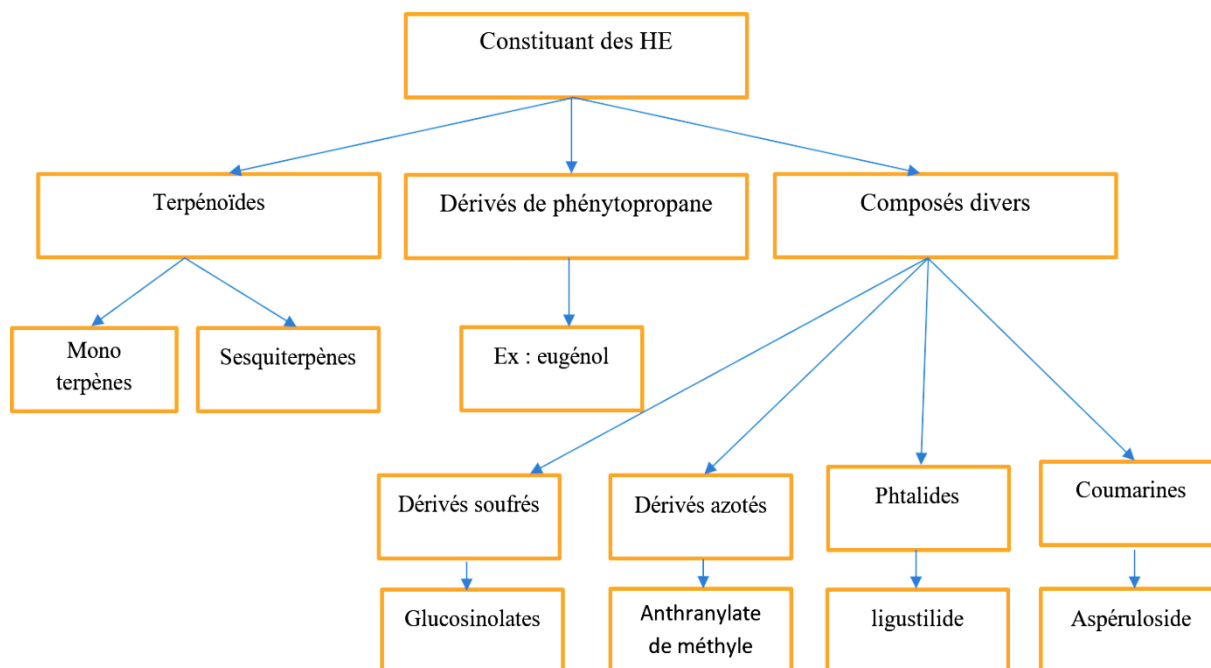 Constituant des HE
Terpénoïdes
Dérivés de phénytopropane
Composés divers
Mono
terpènes
Sesquiterpènes
Ex : eugénol
Dérivés soufrés
Dérivés azotés
Phtalides
Coumarines
Glucosinolates
Anthranylate
de méthyle
ligustilide
Aspéruloside